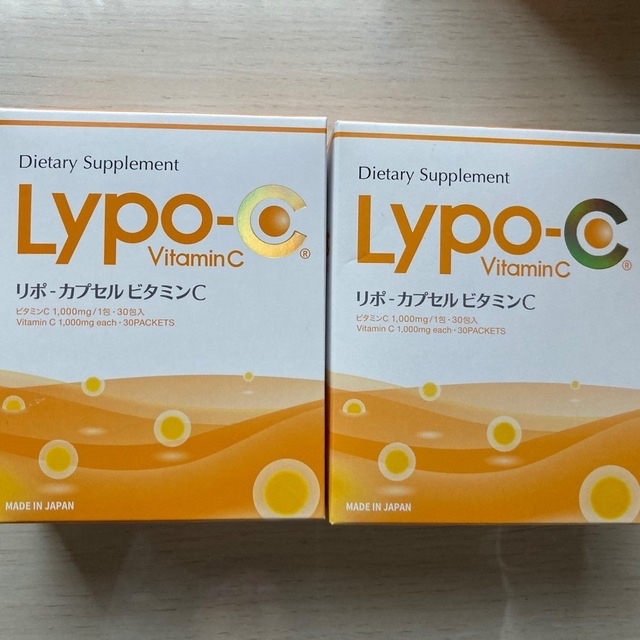 Dietary Supplement
Lypo-C®
Vitamin C
リポ-カプセル ビタミンC
ビタミンC 1,000mg/1包・30包入
Vitamin C 1,000mg each・30PACKETS
MADE IN JAPAN
Dietary Supplement
Lypo-C®
Vitamin C
リポ-カプセル ビタミンC
ビタミンC 1,000mg/1包・30包入
Vitamin C 1,000mg each・30PACKETS
MADE IN JAPAN